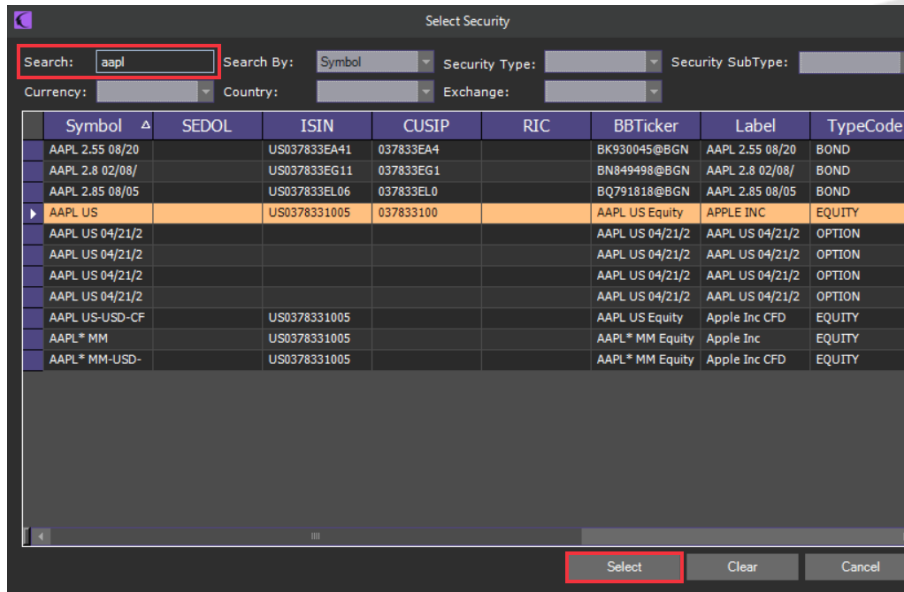 Select Security
Search: aapl Search By: Symbol Security Type: Security SubType:
Currency: Country: Exchange:
Symbol SEDOL ISIN CUSIP RIC BBTicker Label TypeCode
AAPL 2.55 08/20 US037833EA41 037833EA4 BK930045@BGN AAPL 2.55 08/20 BOND
AAPL 2.8 02/08/ US037833EG11 037833EG1 BN849498@BGN AAPL 2.8 02/08/ BOND
AAPL 2.85 08/05 US037833EL06 037833EL0 BQ791818@BGN AAPL 2.85 08/05 BOND
AAPL US US0378331005 037833100 AAPL US Equity APPLE INC EQUITY
AAPL US 04/21/2 AAPL US 04/21/2 AAPL US 04/21/2 OPTION
AAPL US 04/21/2 AAPL US 04/21/2 AAPL US 04/21/2 OPTION
AAPL US 04/21/2 AAPL US 04/21/2 AAPL US 04/21/2 OPTION
AAPL US 04/21/2 AAPL US 04/21/2 AAPL US 04/21/2 OPTION
AAPL US-USD-CF US0378331005 AAPL US Equity Apple Inc CFD EQUITY
AAPL* MM US0378331005 AAPL* MM Equity Apple Inc EQUITY
AAPL* MM-USD- US0378331005 AAPL* MM Equity Apple Inc CFD EQUITY
Select Clear Cancel